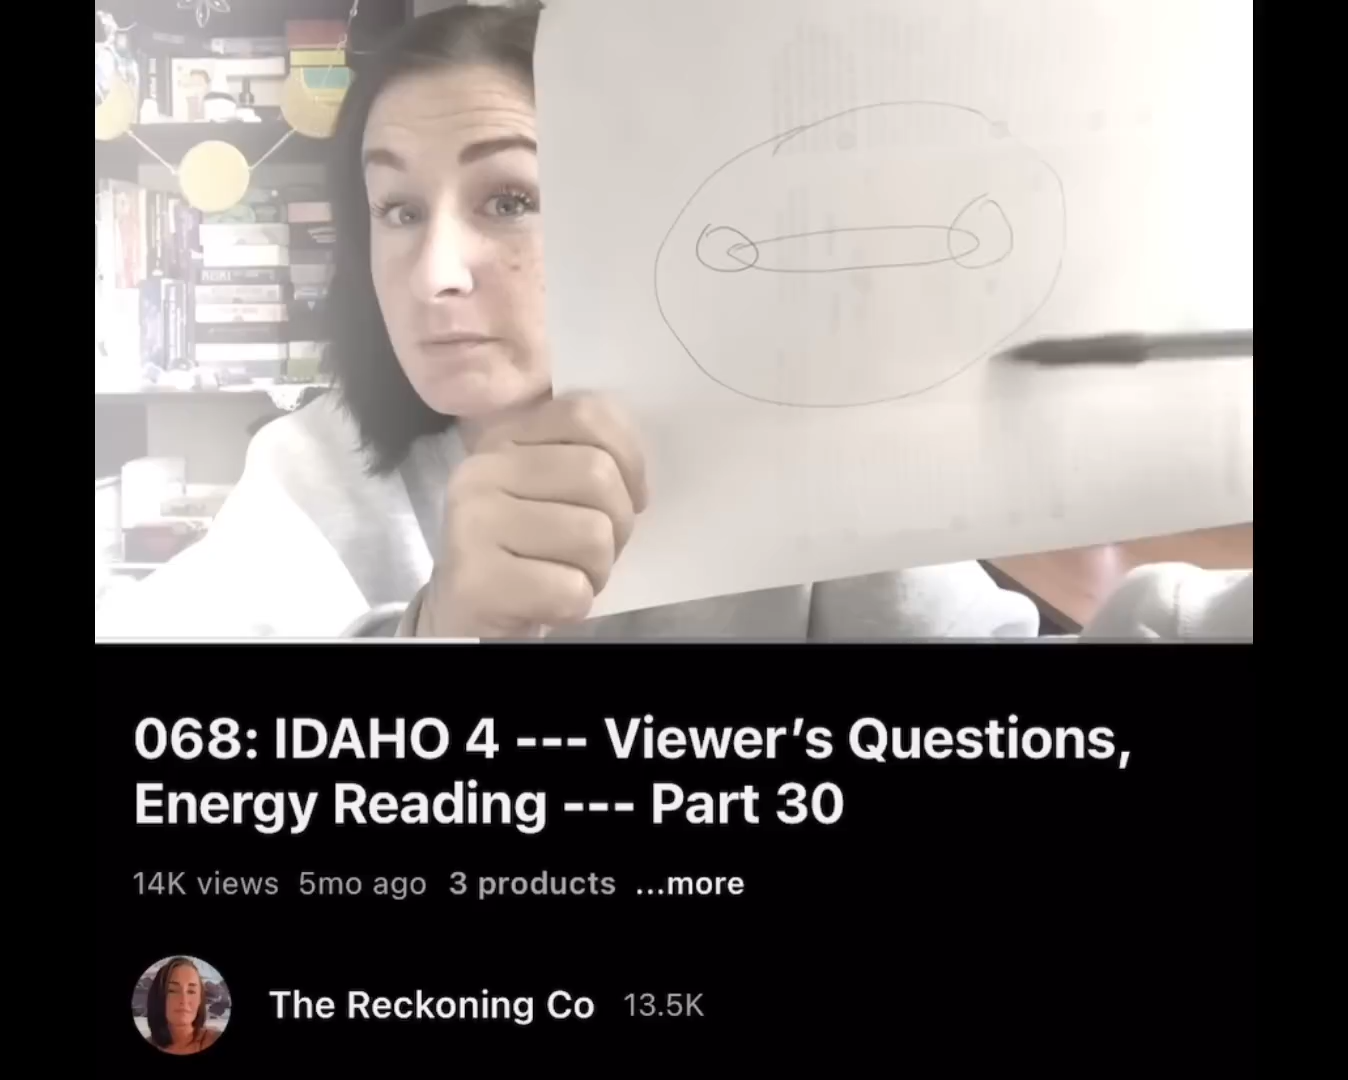 068: IDAHO 4 --- Viewer’s Questions,
Energy Reading --- Part 30
14K views 5mo ago 3 products ...more
The Reckoning Co 13.5K